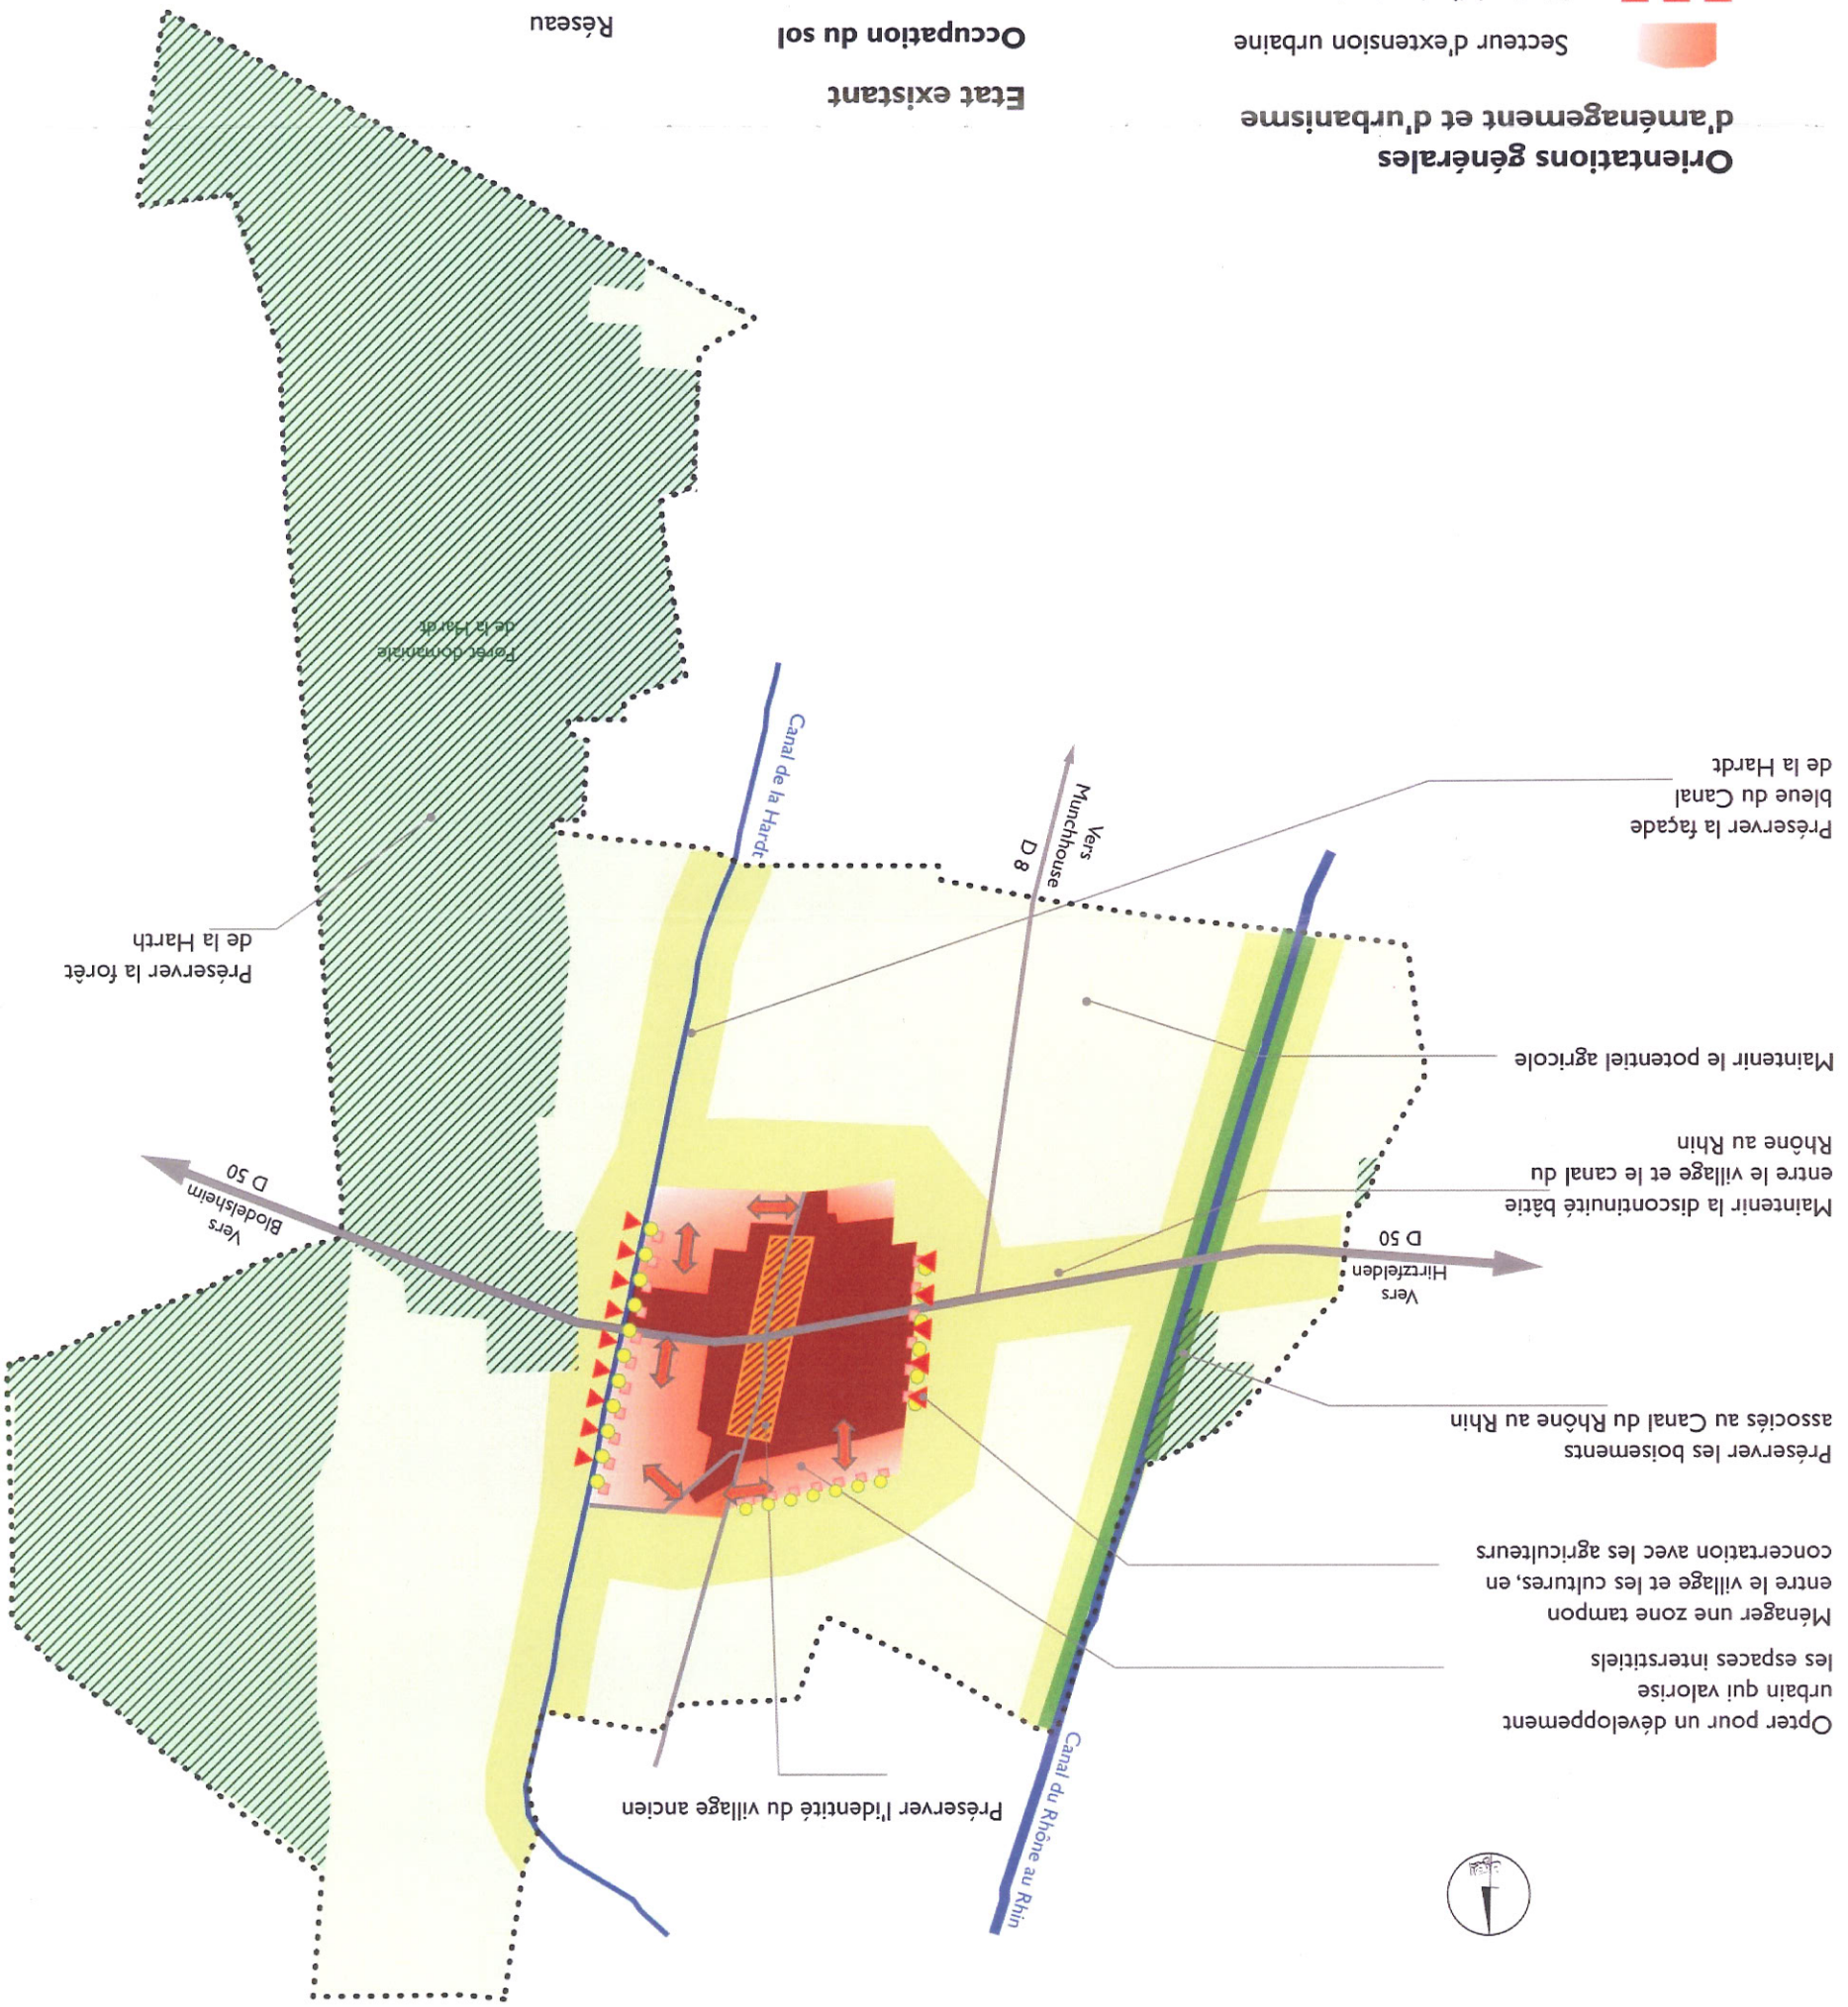 Préserver l'identité du village ancien
Canal du Rhône au Rhin
Opter pour un développement
urbain qui valorise
les espaces interstitiels
Ménager une zone tampon
entre le village et les cultures, en
concertation avec les agriculteurs
Préserver les boisements
associés au Canal du Rhône au Rhin
Vers
Hirtzfelden
D 50
Vers
Blodelsheim
D 50
Maintenir la discontinuité bâtie
entre le village et le canal du
Rhône au Rhin
Maintenir le potentiel agricole
Préserver la forêt
de la Harth
Vers
Munchhouse
D 8
Canal de la Hardt
Préserver la façade
bleue du Canal
de la Hardt
Forêt domaniale
de la Hardt
Orientations générales
d'aménagement et d'urbanisme
Secteur d'extension urbaine
Etat existant
Occupation du sol
Réseau